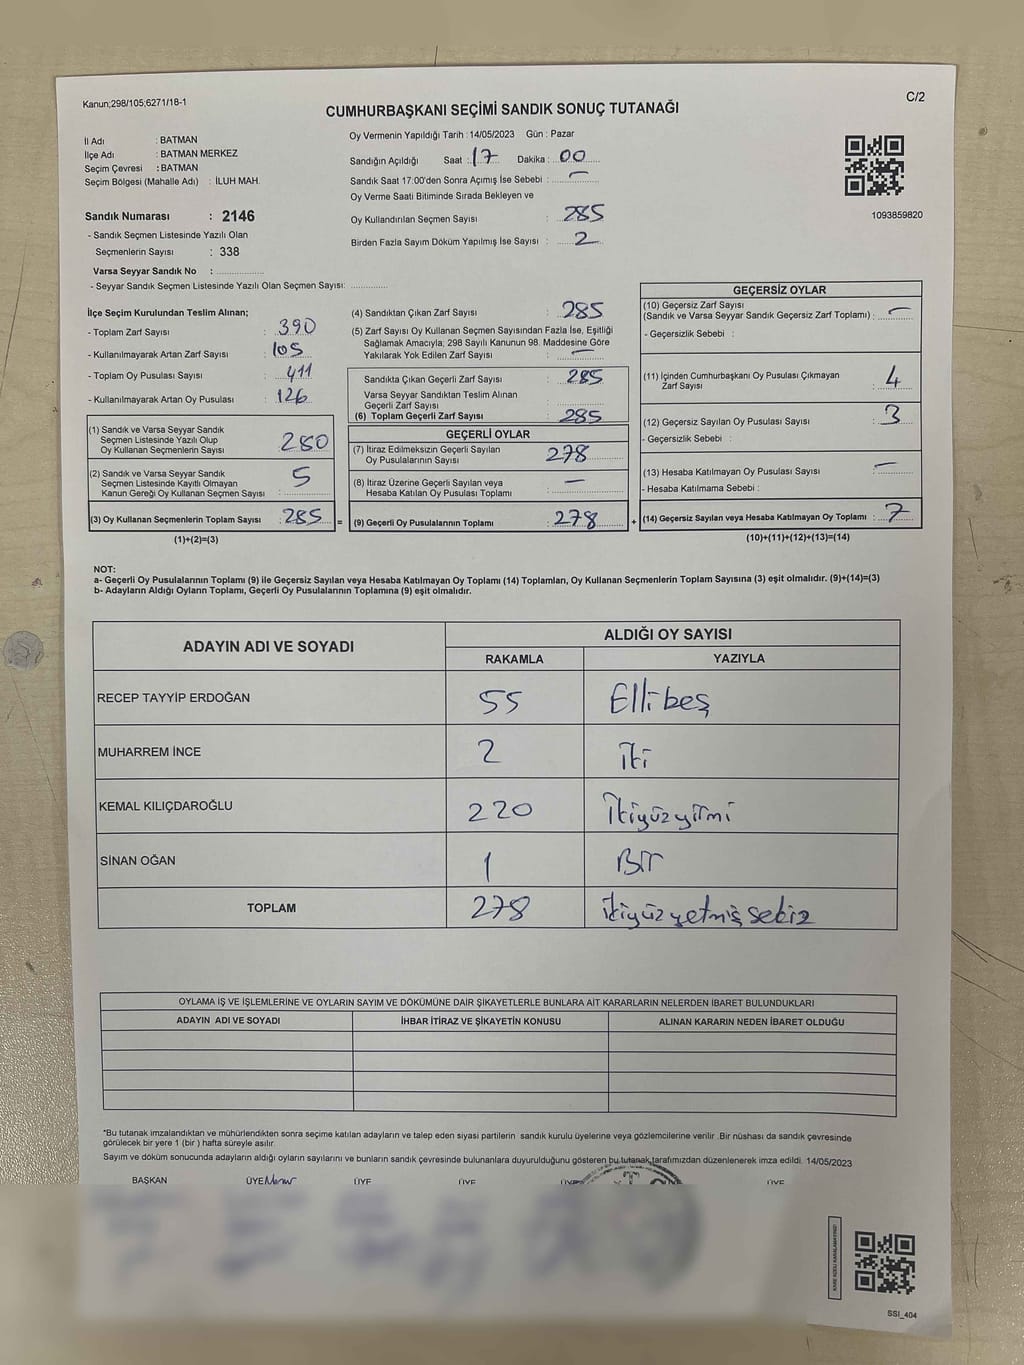 Kanun;298/105;6271/18-1
C/2
CUMHURBAŞKANI SEÇİMİ SANDIK SONUÇ TUTANAĞI
İl Adı : BATMAN
İlçe Adı : BATMAN MERKEZ
Seçim Çevresi : BATMAN
Seçim Bölgesi (Mahalle Adı) : İLUH MAH.
Sandık Numarası : 2146
- Sandık Seçmen Listesinde Yazılı Olan
Seçmenlerin Sayısı : 338
Varsa Seyyar Sandık No :
- Seyyar Sandık Seçmen Listesinde Yazılı Olan Seçmen Sayısı:
Oy Vermenin Yapıldığı Tarih : 14/05/2023 Gün : Pazar
Sandığın Açıldığı Saat : 17 Dakika : 00
Sandık Saat 17:00'den Sonra Açımış İse Sebebi : —
Oy Verme Saati Bitiminde Sırada Bekleyen ve
Oy Kullandırılan Seçmen Sayısı : 285
Birden Fazla Sayım Döküm Yapılmış İse Sayısı : 2
1093859820
İlçe Seçim Kurulundan Teslim Alınan;
- Toplam Zarf Sayısı : 390
- Kullanılmayarak Artan Zarf Sayısı : 105
- Toplam Oy Pusulası Sayısı : 411
- Kullanılmayarak Artan Oy Pusulası : 126
(1) Sandık ve Varsa Seyyar Sandık
Seçmen Listesinde Yazılı Olup
Oy Kullanan Seçmenlerin Sayısı : 280
(2) Sandık ve Varsa Seyyar Sandık
Seçmen Listesinde Kayıtlı Olmayan
Kanun Gereği Oy Kullanan Seçmen Sayısı : 5
(3) Oy Kullanan Seçmenlerin Toplam Sayısı : 285 =
(1)+(2)=(3)
(4) Sandıktan Çıkan Zarf Sayısı : 285
(5) Zarf Sayısı Oy Kullanan Seçmen Sayısından Fazla İse, Eşitliği
Sağlamak Amacıyla; 298 Sayılı Kanunun 98. Maddesine Göre
Yakılarak Yok Edilen Zarf Sayısı : —
Sandıkta Çıkan Geçerli Zarf Sayısı : 285
Varsa Seyyar Sandıktan Teslim Alınan
Geçerli Zarf Sayısı :
(6) Toplam Geçerli Zarf Sayısı : 285
GEÇERLİ OYLAR
(7) İtiraz Edilmeksizin Geçerli Sayılan
Oy Pusulalarının Sayısı : 278
(8) İtiraz Üzerine Geçerli Sayılan veya
Hesaba Katılan Oy Pusulaları Toplamı : —
(9) Geçerli Oy Pusulalarının Toplamı : 278 +
GEÇERSİZ OYLAR
(10) Geçersiz Zarf Sayısı
(Sandık ve Varsa Seyyar Sandık Geçersiz Zarf Toplamı) : —
- Geçersizlik Sebebi :
(11) İçinden Cumhurbaşkanı Oy Pusulası Çıkmayan
Zarf Sayısı : 4
(12) Geçersiz Sayılan Oy Pusulası Sayısı : 3
- Geçersizlik Sebebi :
(13) Hesaba Katılmayan Oy Pusulası Sayısı : —
- Hesaba Katılmama Sebebi :
(14) Geçersiz Sayılan veya Hesaba Katılmayan Oy Toplamı : 7
(10)+(11)+(12)+(13)=(14)
NOT:
a- Geçerli Oy Pusulalarının Toplamı (9) ile Geçersiz Sayılan veya Hesaba Katılmayan Oy Toplamı (14) Toplamları, Oy Kullanan Seçmenlerin Toplam Sayısına (3) eşit olmalıdır. (9)+(14)=(3)
b- Adayların Aldığı Oyların Toplamı, Geçerli Oy Pusulalarının Toplamına (9) eşit olmalıdır.
ADAYIN ADI VE SOYADI ALDIĞI OY SAYISI
RAKAMLA YAZIYLA
RECEP TAYYİP ERDOĞAN 55 Elli beş
MUHARREM İNCE 2 iki
KEMAL KILIÇDAROĞLU 220 İkiyüzyirmi
SİNAN OĞAN 1 Bir
TOPLAM 278 ikiyüzyetmişsekiz
OYLAMA İŞ VE İŞLEMLERİNE VE OYLARIN SAYIM VE DÖKÜMÜNE DAİR ŞİKAYETLERLE BUNLARA AİT KARARLARIN NELERDEN İBARET BULUNDUKLARI
ADAYIN ADI VE SOYADI İHBAR İTİRAZ VE ŞİKAYETİN KONUSU ALINAN KARARIN NEDEN İBARET OLDUĞU
*Bu tutanak imzalandıktan ve mühürlendikten sonra seçime katılan adayların ve talep eden siyasi partilerin sandık kurulu üyelerine veya gözlemcilerine verilir .Bir nüshası da sandık çevresinde
görülecek bir yere 1 (bir ) hafta süreyle asılır.
Sayım ve döküm sonucunda adayların aldığı oyların sayılarını ve bunların sandık çevresinde bulunanlara duyurulduğunu gösteren bu tutanak tarafımızdan düzenlenerek imza edildi. 14/05/2023
BAŞKAN ÜYE ÜYE ÜYE ÜYE ÜYE
SSI_404